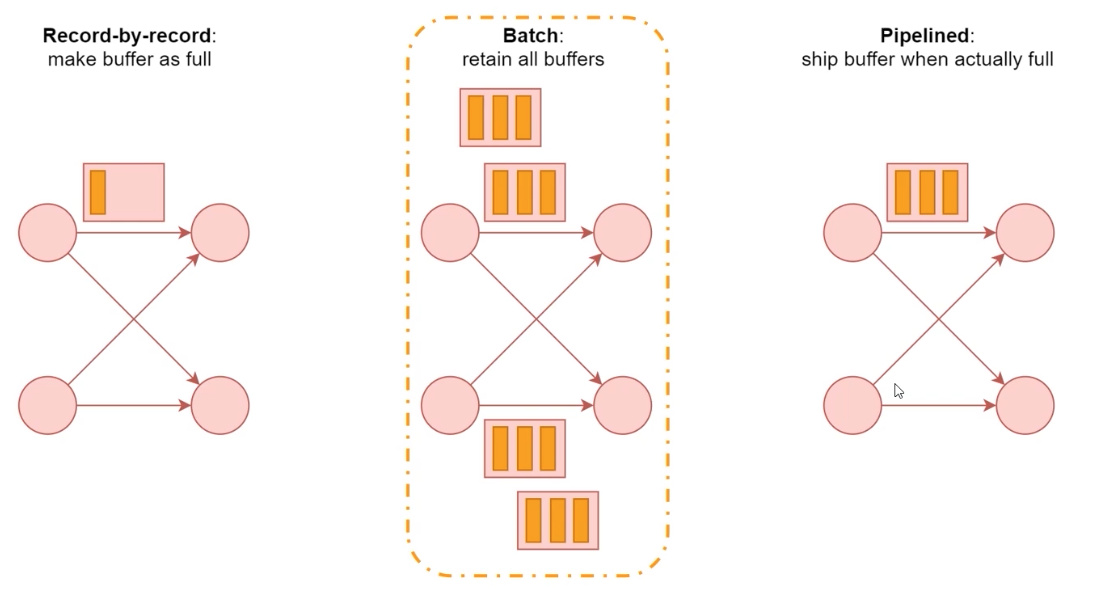 Record-by-record:
make buffer as full
Batch:
retain all buffers
Pipelined:
ship buffer when actually full